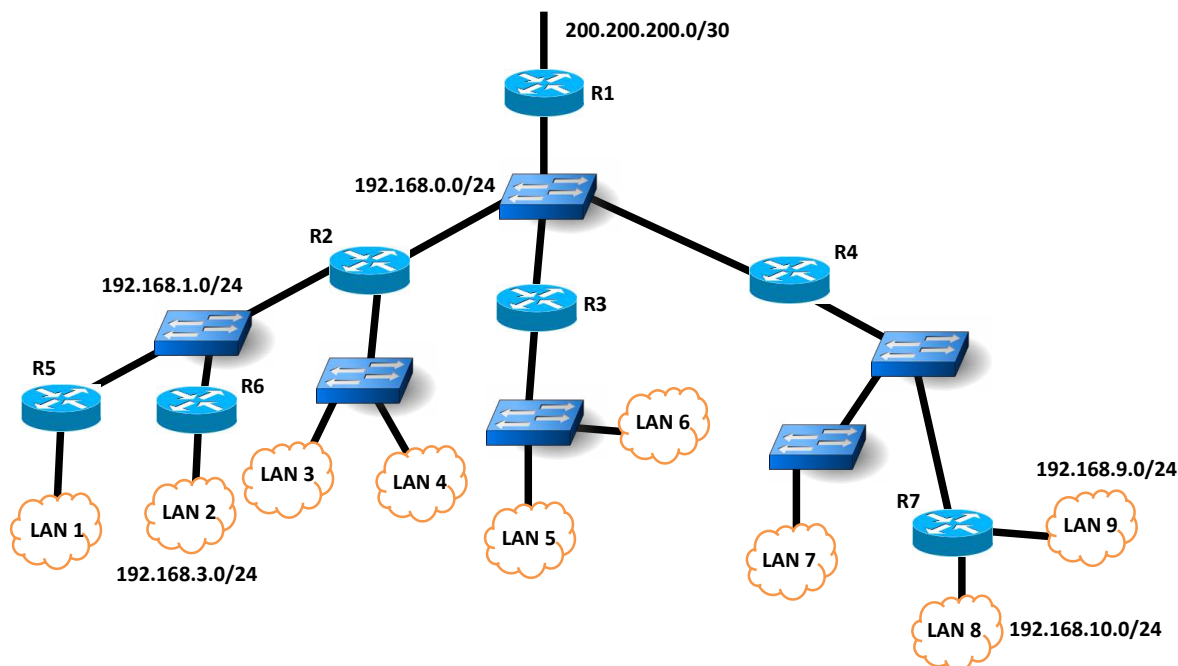 200.200.200.0/30
R1
192.168.0.0/24
R2
R4
192.168.1.0/24
R3
R5
R6
LAN 6
LAN 3
LAN 4
192.168.9.0/24
R7
LAN 1
LAN 2
LAN 5
LAN 7
LAN 9
192.168.3.0/24
LAN 8
192.168.10.0/24